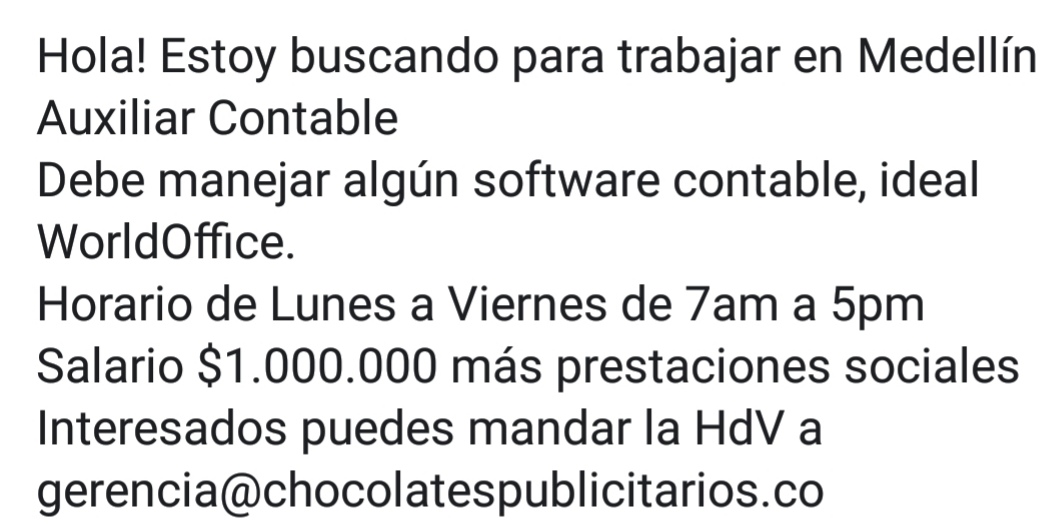 Hola! Estoy buscando para trabajar en Medellín
Auxiliar Contable
Debe manejar algún software contable, ideal
WorldOffice.
Horario de Lunes a Viernes de 7am a 5pm
Salario $1.000.000 más prestaciones sociales
Interesados puedes mandar la HdV a
gerencia@chocolatespublicitarios.co